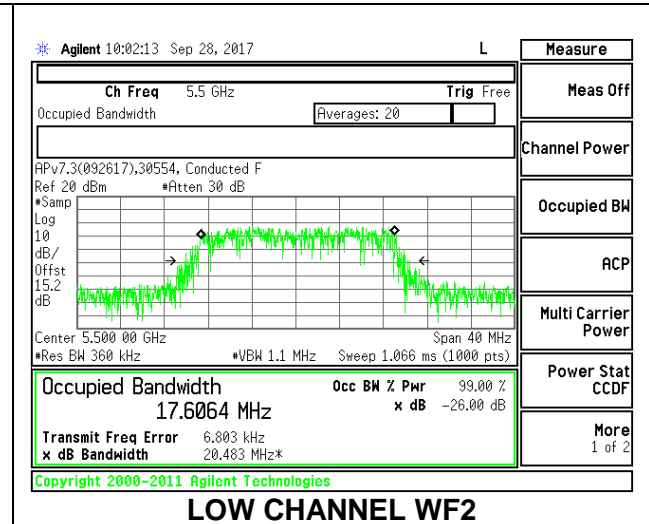 Agilent 10:02:13 Sep 28, 2017 L
Measure
Ch Freq 5.5 GHz Trig Free
Occupied Bandwidth Averages: 20
APv7.3(092617),30554, Conducted F
Ref 20 dBm #Atten 30 dB
#Samp
Log
10
dB/
Offst
15.2
dB
Center 5.500 00 GHz Span 40 MHz
#Res BW 360 kHz #VBW 1.1 MHz Sweep 1.066 ms (1000 pts)
Occupied Bandwidth Occ BW % Pwr 99.00 %
17.6064 MHz x dB -26.00 dB
Transmit Freq Error 6.803 kHz
x dB Bandwidth 20.483 MHz*
Copyright 2000-2011 Agilent Technologies
Meas Off
Channel Power
Occupied BW
ACP
Multi Carrier
Power
Power Stat
CCDF
More
1 of 2
LOW CHANNEL WF2